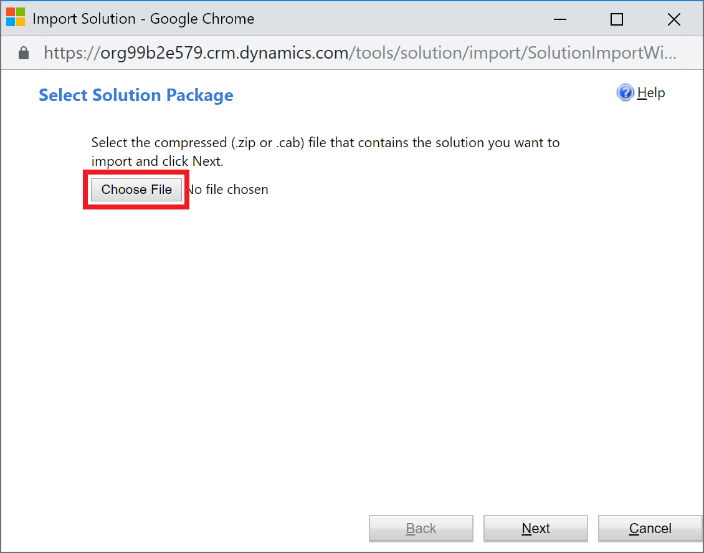 Import Solution - Google Chrome
https://org99b2e579.crm.dynamics.com/tools/solution/import/SolutionImportWi...
Select Solution Package
Help
Select the compressed (.zip or .cab) file that contains the solution you want to
import and click Next.
Choose File No file chosen
Back Next Cancel